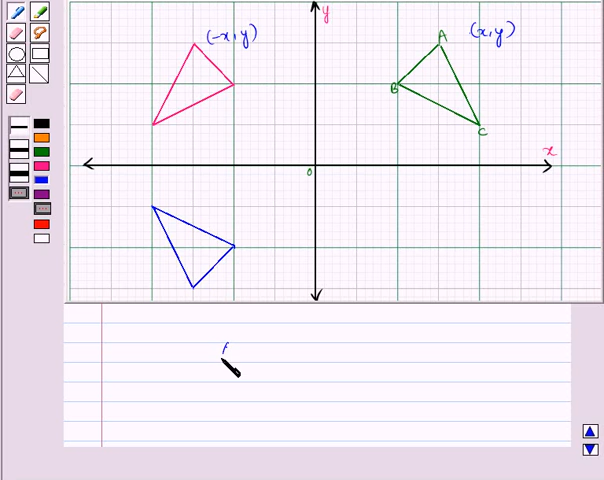 y
(-x, y)
(x, y)
A
B
C
x
0